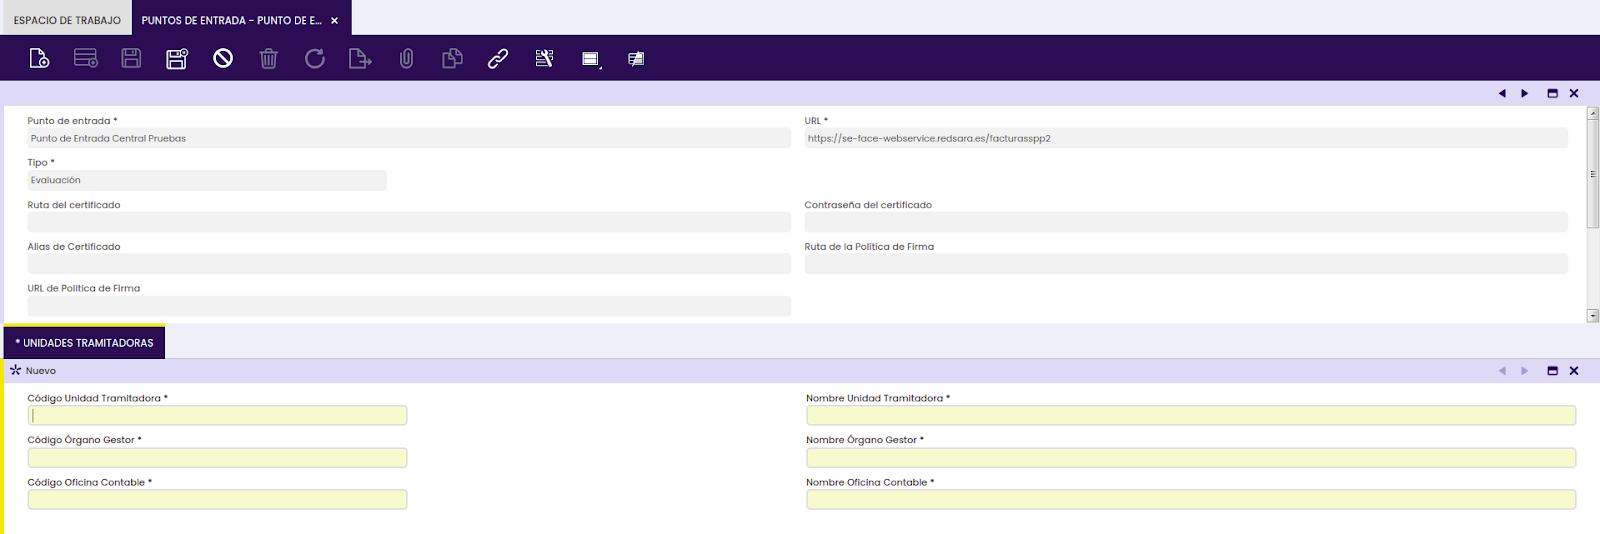 ESPACIO DE TRABAJO
PUNTOS DE ENTRADA - PUNTO DE E...
Punto de entrada *
URL *
Punto de Entrada Central Pruebas
https://se-face-webservice.redsara.es/facturasspp2
Tipo *
Evaluación
Ruta del certificado
Contraseña del certificado
Alias de Certificado
Ruta de la Política de Firma
URL de Política de Firma
* UNIDADES TRAMITADORAS
Nuevo
Código Unidad Tramitadora *
Nombre Unidad Tramitadora *
Código Órgano Gestor *
Nombre Órgano Gestor *
Código Oficina Contable *
Nombre Oficina Contable *